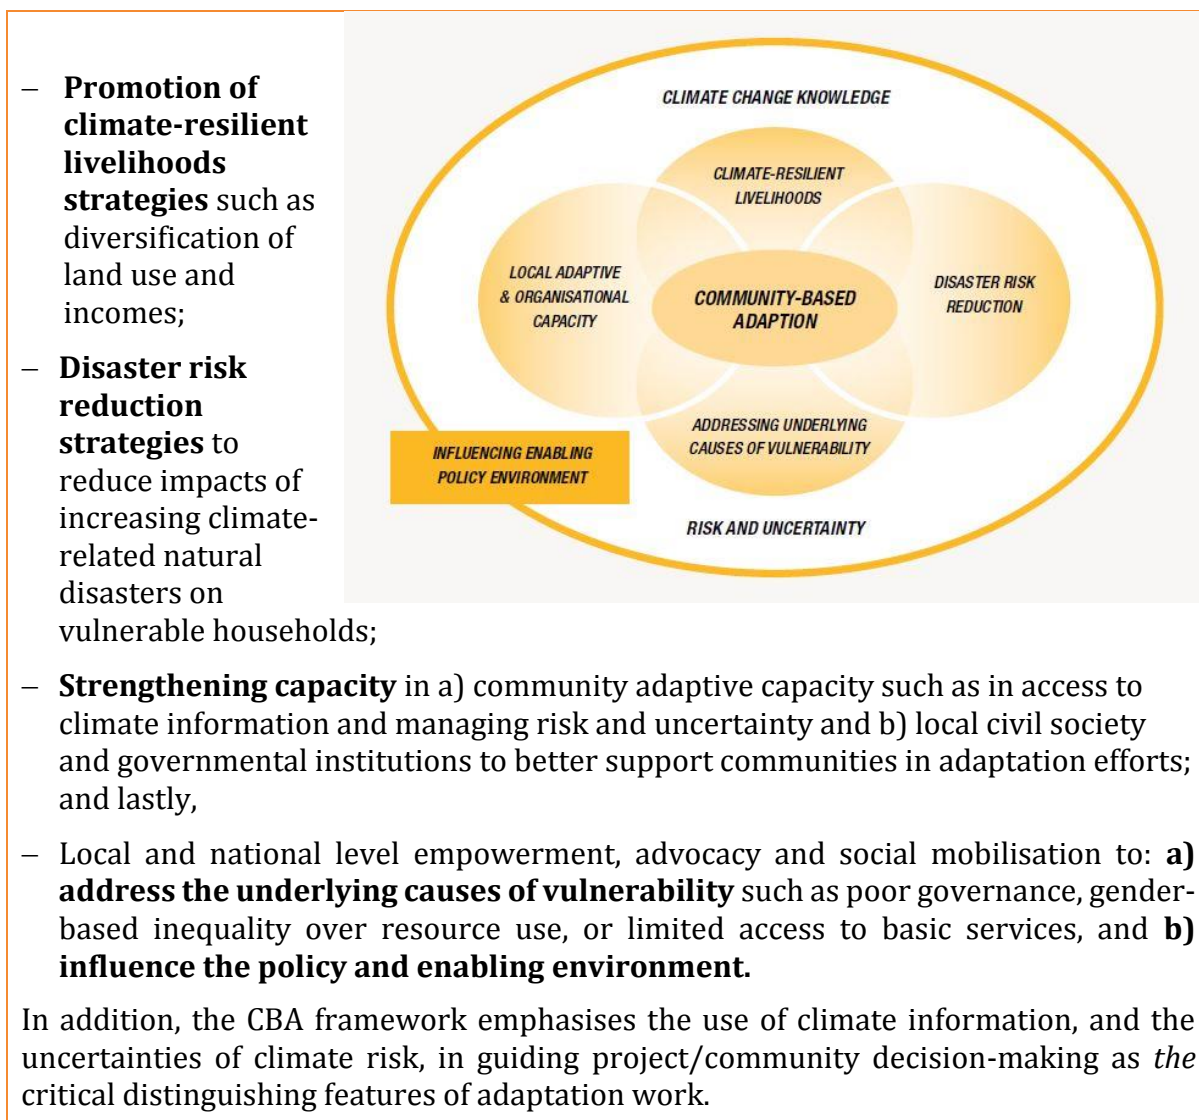 – Promotion of
climate-resilient
livelihoods
strategies such as
diversification of
land use and
incomes;
– Disaster risk
reduction
strategies to
reduce impacts of
increasing climate-
related natural
disasters on
vulnerable households;
CLIMATE CHANGE KNOWLEDGE
CLIMATE-RESILIENT
LIVELIHOODS
LOCAL ADAPTIVE
& ORGANISATIONAL
CAPACITY
COMMUNITY-BASED
ADAPTION
DISASTER RISK
REDUCTION
ADDRESSING UNDERLYING
CAUSES OF VULNERABILITY
INFLUENCING ENABLING
POLICY ENVIRONMENT
RISK AND UNCERTAINTY
– Strengthening capacity in a) community adaptive capacity such as in access to
climate information and managing risk and uncertainty and b) local civil society
and governmental institutions to better support communities in adaptation efforts;
and lastly,
– Local and national level empowerment, advocacy and social mobilisation to: a)
address the underlying causes of vulnerability such as poor governance, gender-
based inequality over resource use, or limited access to basic services, and b)
influence the policy and enabling environment.
In addition, the CBA framework emphasises the use of climate information, and the
uncertainties of climate risk, in guiding project/community decision-making as the
critical distinguishing features of adaptation work.